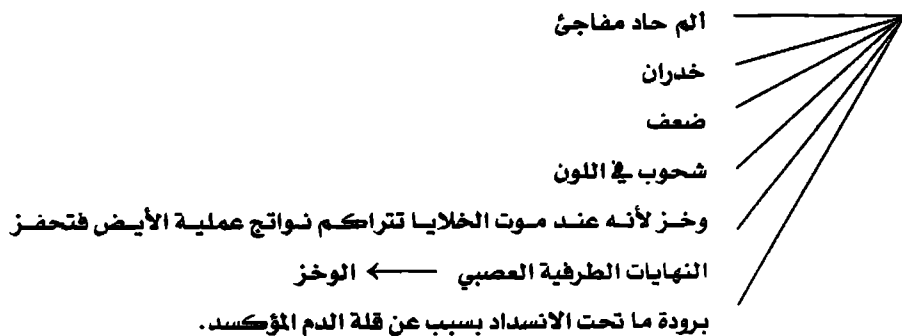 ألم حاد مفاجئ
خدران
ضعف
شحوب في اللون
وخز لأنه عند موت الخلايا تتراكم نواتج عملية الأيض فتحفز
النهايات الطرفية العصبي ← الوخز
برودة ما تحت الانسداد بسبب عن قلة الدم المؤكسد.